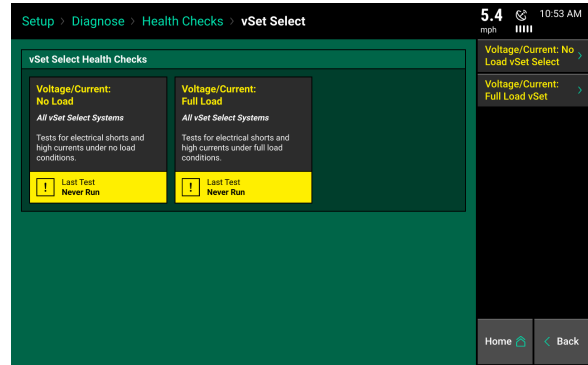 Setup > Diagnose > Health Checks > vSet Select
5.4
mph
10:53 AM
vSet Select Health Checks
Voltage/Current:
No Load
All vSet Select Systems
Tests for electrical shorts and
high currents under no load
conditions.
! Last Test
Never Run
Voltage/Current:
Full Load
All vSet Select Systems
Tests for electrical shorts and
high currents under full load
conditions.
! Last Test
Never Run
Voltage/Current: No
Load vSet Select >
Voltage/Current:
Full Load vSet >
Home
< Back